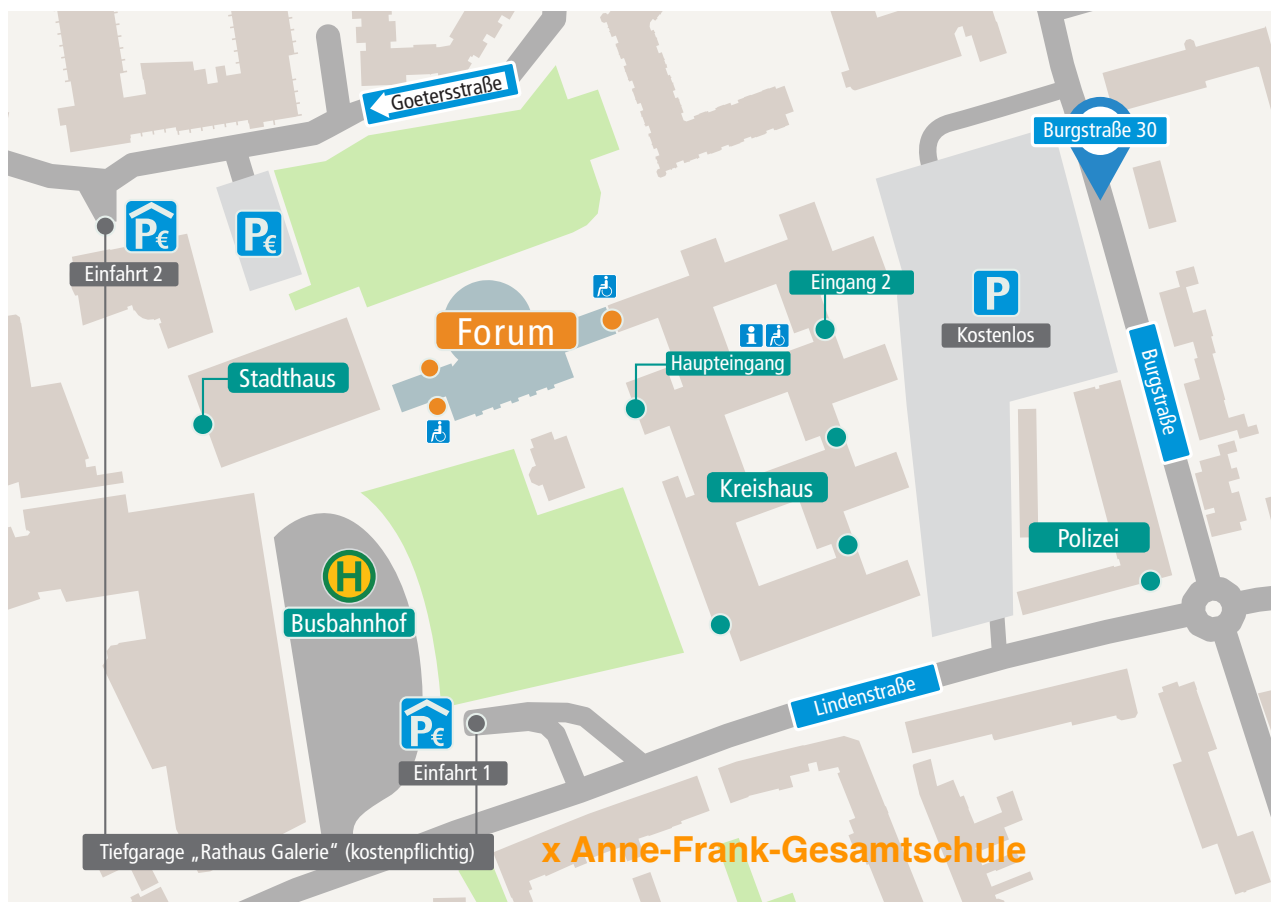 Goetersstraße
Burgstraße 30
P€
P€
Einfahrt 2
Eingang 2
P
Kostenlos
Forum
i
Haupteingang
Stadthaus
Burgstraße
Kreishaus
Polizei
H
Busbahnhof
Lindenstraße
P€
Einfahrt 1
Tiefgarage „Rathaus Galerie“ (kostenpflichtig)
x Anne-Frank-Gesamtschule